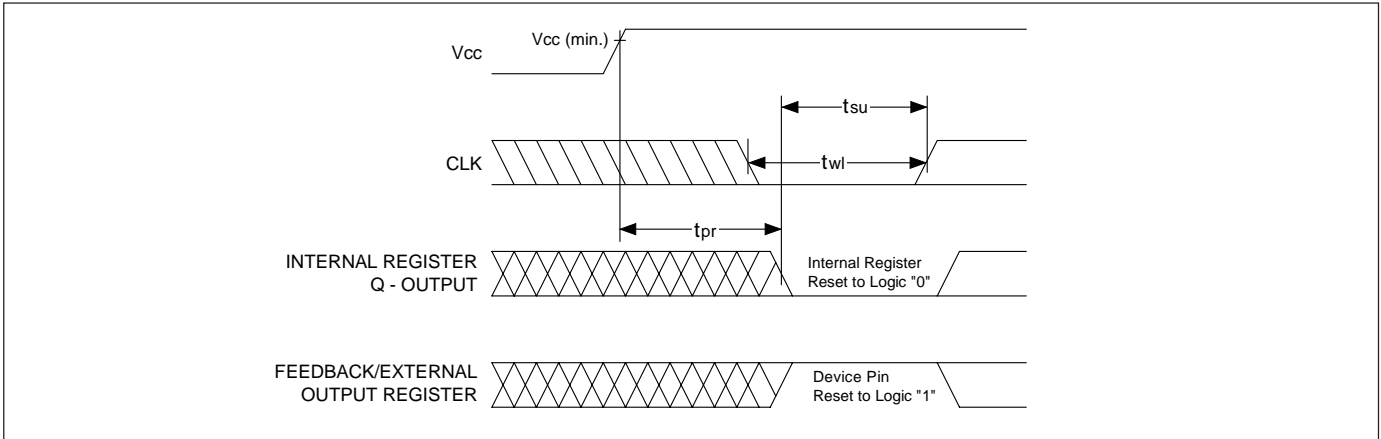 Vcc
Vcc (min.)
tsu
CLK
twl
tpr
INTERNAL REGISTER
Q - OUTPUT
Internal Register
Reset to Logic "0"
FEEDBACK/EXTERNAL
OUTPUT REGISTER
Device Pin
Reset to Logic "1"